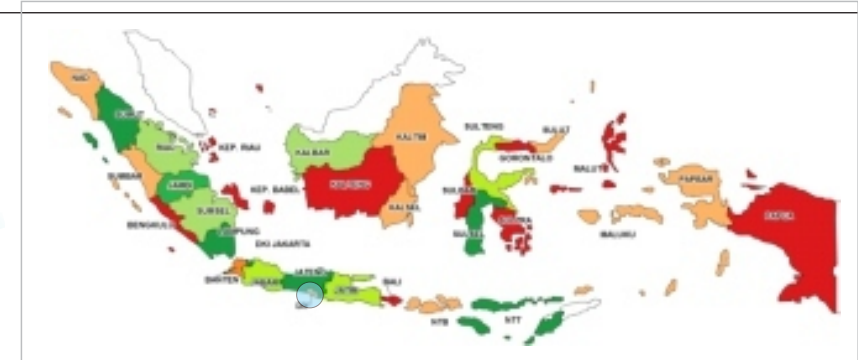 NAD
SUMUT
RIAU
KEP. RIAU
SUMBAR
JAMBI
KEP. BABEL
SUMSEL
BENGKULU
LAMPUNG
DKI JAKARTA
BANTEN
JABAR
JATENG
JATIM
BALI
NTB
NTT
KALBAR
KALTENG
KALTIM
KALSEL
SULTENG
SULUT
GORONTALO
SULBAR
SULSEL
SULTRA
MALUT
MALUKU
PAPBAR
PAPUA